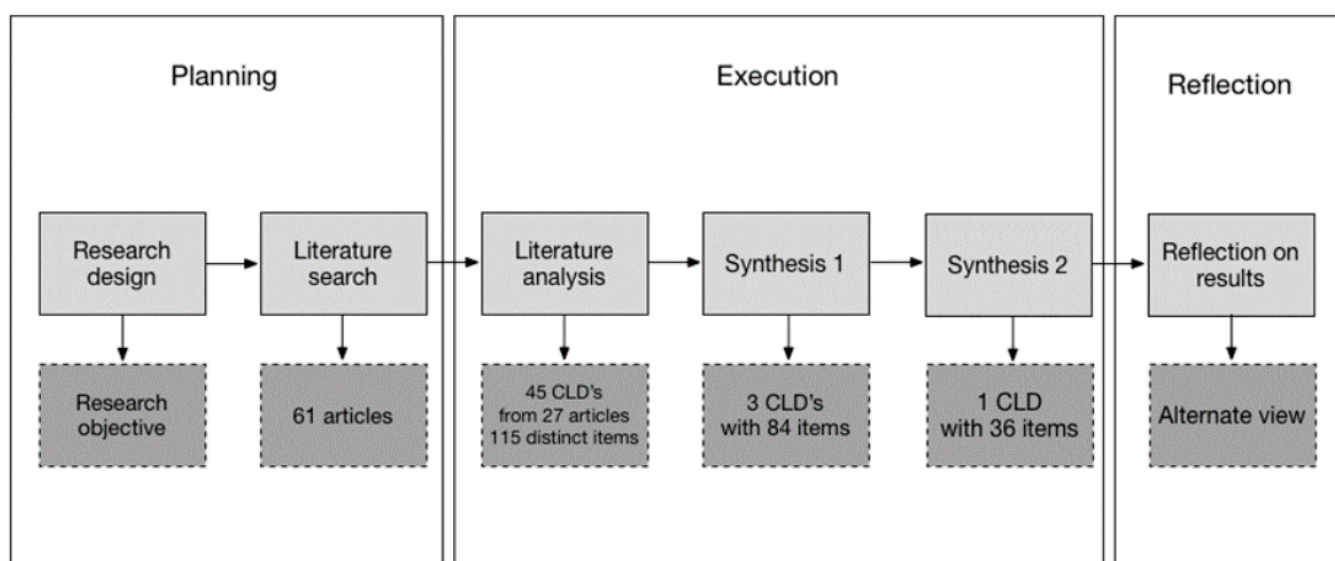 Planning
Execution
Reflection
Research
design
Literature
search
Literature
analysis
Synthesis 1
Synthesis 2
Reflection on
results
Research
objective
61 articles
45 CLD's
from 27 articles
115 distinct items
3 CLD's
with 84 items
1 CLD
with 36 items
Alternate view